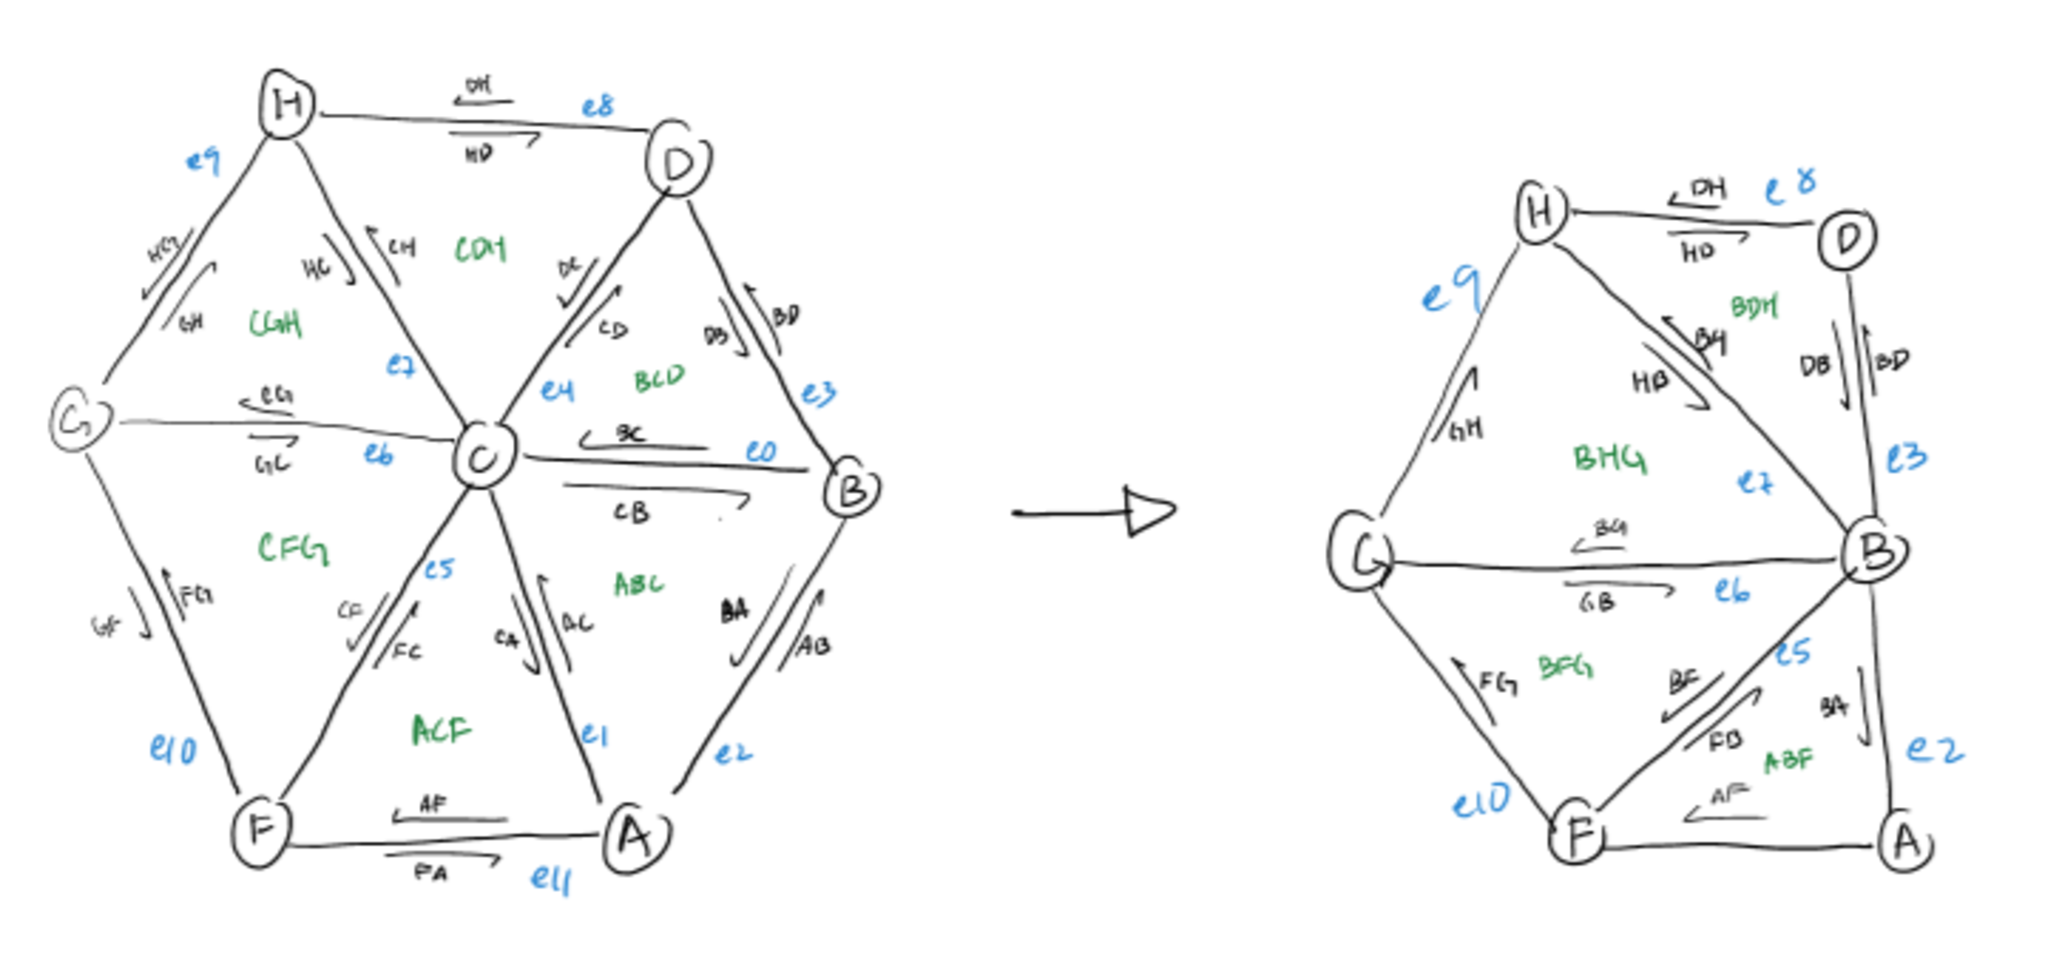 DH
e8
H
HD
D
e9
HG
GH
HC
CH
CDH
DC
CD
CGH
DB
BD
e7
BCD
e4
e3
G
CG
GC
e6
C
BC
e0
CB
B
CFG
e5
ABC
GF
FG
CF
FC
CA
AC
BA
AB
ACF
e10
e1
e2
F
AF
FA
A
e11
DH
e8
H
HD
D
e9
BDH
BH
HB
DB
BD
GH
BHG
e7
e3
G
BG
GB
e6
B
FG
BFG
e5
BF
FB
BA
ABF
e2
e10
AF
F
A